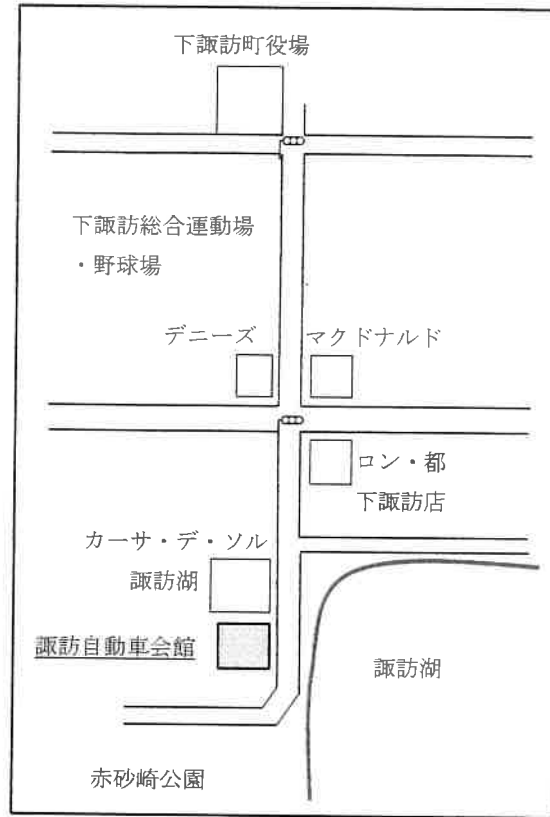 下諏訪町役場
下諏訪総合運動場
・野球場
デニーズ
マクドナルド
ロン・都
下諏訪店
カーサ・デ・ソル
諏訪湖
諏訪自動車会館
諏訪湖
赤砂崎公園